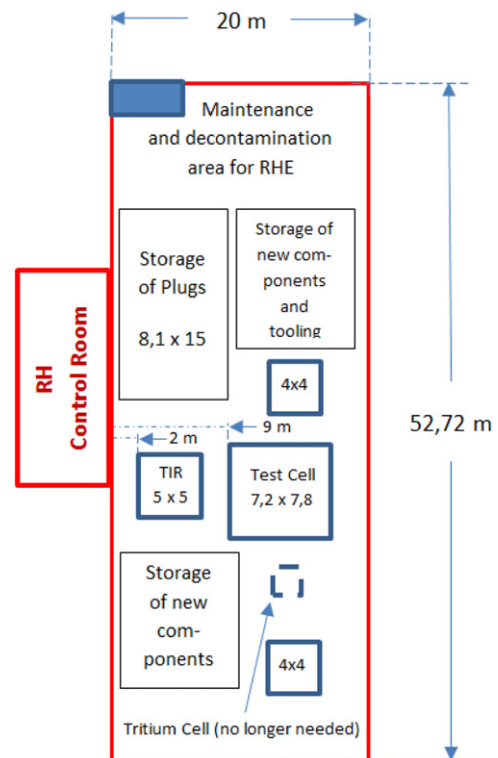 20 m
Maintenance
and decontamination
area for RHE
Storage
of Plugs
8,1 x 15
Storage of
new com-
ponents
and
tooling
RH
Control Room
4x4
52,72 m
9 m
2 m
TIR
5 x 5
Test Cell
7,2 x 7,8
Storage
of new
com-
ponents
4x4
Tritium Cell (no longer needed)